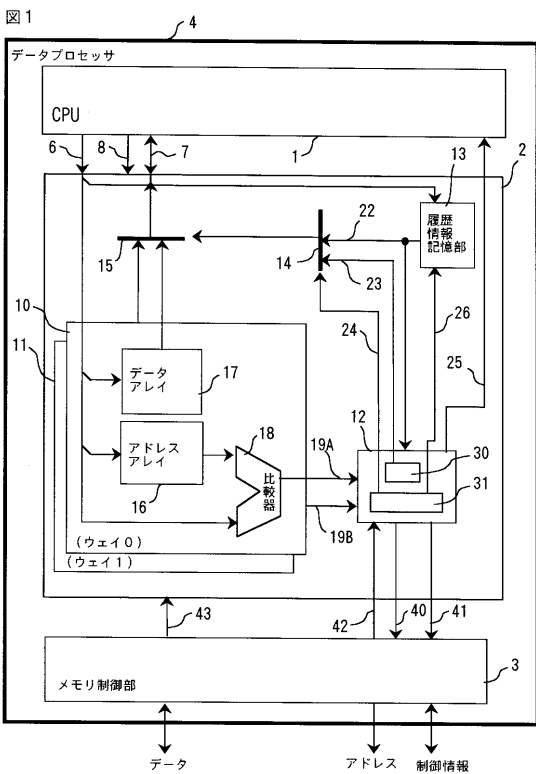 図1
4
データプロセッサ
CPU
6
8
7
1
2
13
履歴
情報
記憶部
15
14
22
23
24
26
25
10
11
データ
アレイ
17
アドレス
アレイ
16
18
比較器
19A
19B
12
30
31
(ウェイ0)
(ウェイ1)
43
42
40
41
メモリ制御部
3
データ
アドレス
制御情報